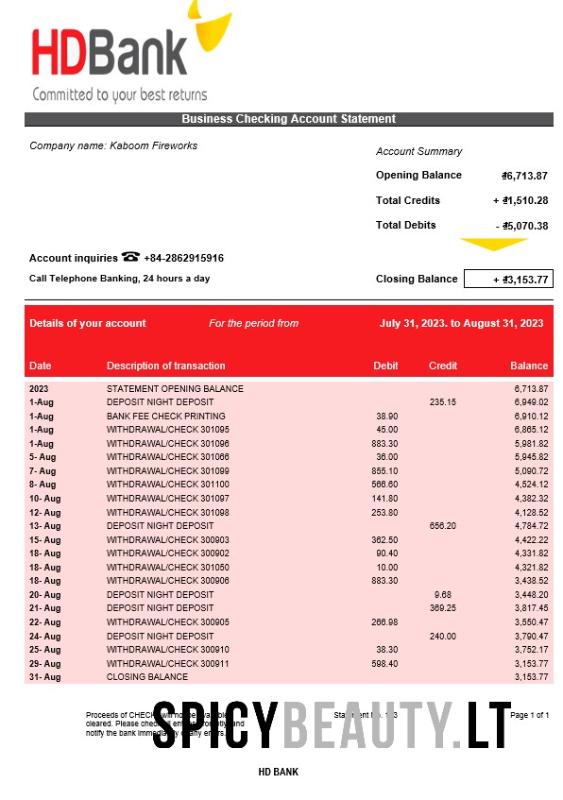 HDBank
Committed to your best returns
Business Checking Account Statement
Company name: Kaboom Fireworks
Account Summary
Opening Balance ₫6,713.87
Total Credits + ₫1,510.28
Total Debits - ₫5,070.38
Account inquiries ☎ +84-2862915916
Call Telephone Banking, 24 hours a day
Closing Balance + ₫3,153.77
Details of your account For the period from July 31, 2023. to August 31, 2023
Date Description of transaction Debit Credit Balance
2023 STATEMENT OPENING BALANCE 6,713.87
1-Aug DEPOSIT NIGHT DEPOSIT 235.15 6,949.02
1-Aug BANK FEE CHECK PRINTING 38.90 6,910.12
1-Aug WITHDRAWAL/CHECK 301095 45.00 6,865.12
1-Aug WITHDRAWAL/CHECK 301096 883.30 5,981.82
5- Aug WITHDRAWAL/CHECK 301066 36.00 5,945.82
7- Aug WITHDRAWAL/CHECK 301099 855.10 5,090.72
8- Aug WITHDRAWAL/CHECK 301100 566.60 4,524.12
10- Aug WITHDRAWAL/CHECK 301097 141.80 4,382.32
12- Aug WITHDRAWAL/CHECK 301098 253.80 4,128.52
13- Aug DEPOSIT NIGHT DEPOSIT 656.20 4,784.72
15- Aug WITHDRAWAL/CHECK 300903 362.50 4,422.22
18- Aug WITHDRAWAL/CHECK 300902 90.40 4,331.82
18- Aug WITHDRAWAL/CHECK 301050 10.00 4,321.82
18- Aug WITHDRAWAL/CHECK 300906 883.30 3,438.52
20- Aug DEPOSIT NIGHT DEPOSIT 9.68 3,448.20
21- Aug DEPOSIT NIGHT DEPOSIT 369.25 3,817.45
22- Aug WITHDRAWAL/CHECK 300905 266.98 3,550.47
24- Aug DEPOSIT NIGHT DEPOSIT 240.00 3,790.47
25- Aug WITHDRAWAL/CHECK 300910 38.30 3,752.17
29- Aug WITHDRAWAL/CHECK 300911 598.40 3,153.77
31- Aug CLOSING BALANCE 3,153.77
Proceeds of Page 1 of 1
cleared. Please
notify the bank
SPICYBEAUTY.LT
HD BANK